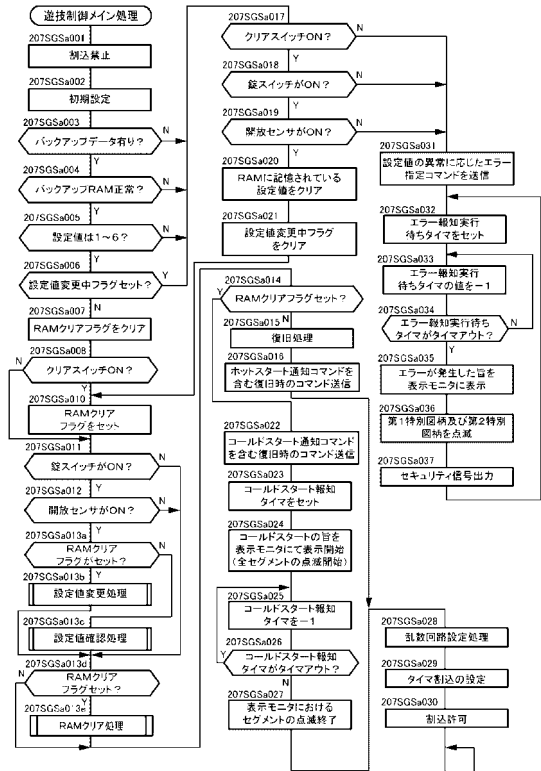 遊技制御メイン処理
207SGSa001
割込禁止
207SGSa002
初期設定
207SGSa003
バックアップデータ有り?
N
Y
207SGSa004
バックアップRAM正常?
N
Y
207SGSa005
設定値は1～6?
N
Y
207SGSa006
設定値変更中フラグセット?
Y
N
207SGSa007
RAMクリアフラグをクリア
207SGSa008
クリアスイッチON?
N
Y
207SGSa010
RAMクリア
フラグをセット
207SGSa011
錠スイッチがON?
N
Y
207SGSa012
開放センサがON?
N
Y
207SGSa013a
RAMクリア
フラグがセット?
N
Y
207SGSa013b
設定値変更処理
207SGSa013c
設定値確認処理
207SGSa013d
RAMクリア
フラグセット?
N
Y
207SGSa013e
RAMクリア処理
207SGSa017
クリアスイッチON?
N
Y
207SGSa018
錠スイッチがON?
N
Y
207SGSa019
開放センサがON?
N
Y
207SGSa020
RAMに記憶されている
設定値をクリア
207SGSa021
設定値変更中フラグ
をクリア
207SGSa014
RAMクリアフラグセット?
Y
N
207SGSa015
復旧処理
207SGSa016
ホットスタート通知コマンドを
含む復旧時のコマンド送信
207SGSa022
コールドスタート通知コマンド
を含む復旧時のコマンド送信
207SGSa023
コールドスタート報知
タイマをセット
207SGSa024
コールドスタートの旨を
表示モニタにて表示開始
(全セグメントの点滅開始)
207SGSa025
コールドスタート報知
タイマを－1
207SGSa026
コールドスタート報知
タイマがタイムアウト?
Y
N
207SGSa027
表示モニタにおける
セグメントの点滅終了
207SGSa031
設定値の異常に応じたエラー
指定コマンドを送信
207SGSa032
エラー報知実行
待ちタイマをセット
207SGSa033
エラー報知実行
待ちタイマの値を－1
207SGSa034
エラー報知実行待ち
タイマがタイマアウト?
N
Y
207SGSa035
エラーが発生した旨を
表示モニタに表示
207SGSa036
第1特別図柄及び第2特別
図柄を点滅
207SGSa037
セキュリティ信号出力
207SGSa028
乱数回路設定処理
207SGSa029
タイマ割込の設定
207SGSa030
割込許可